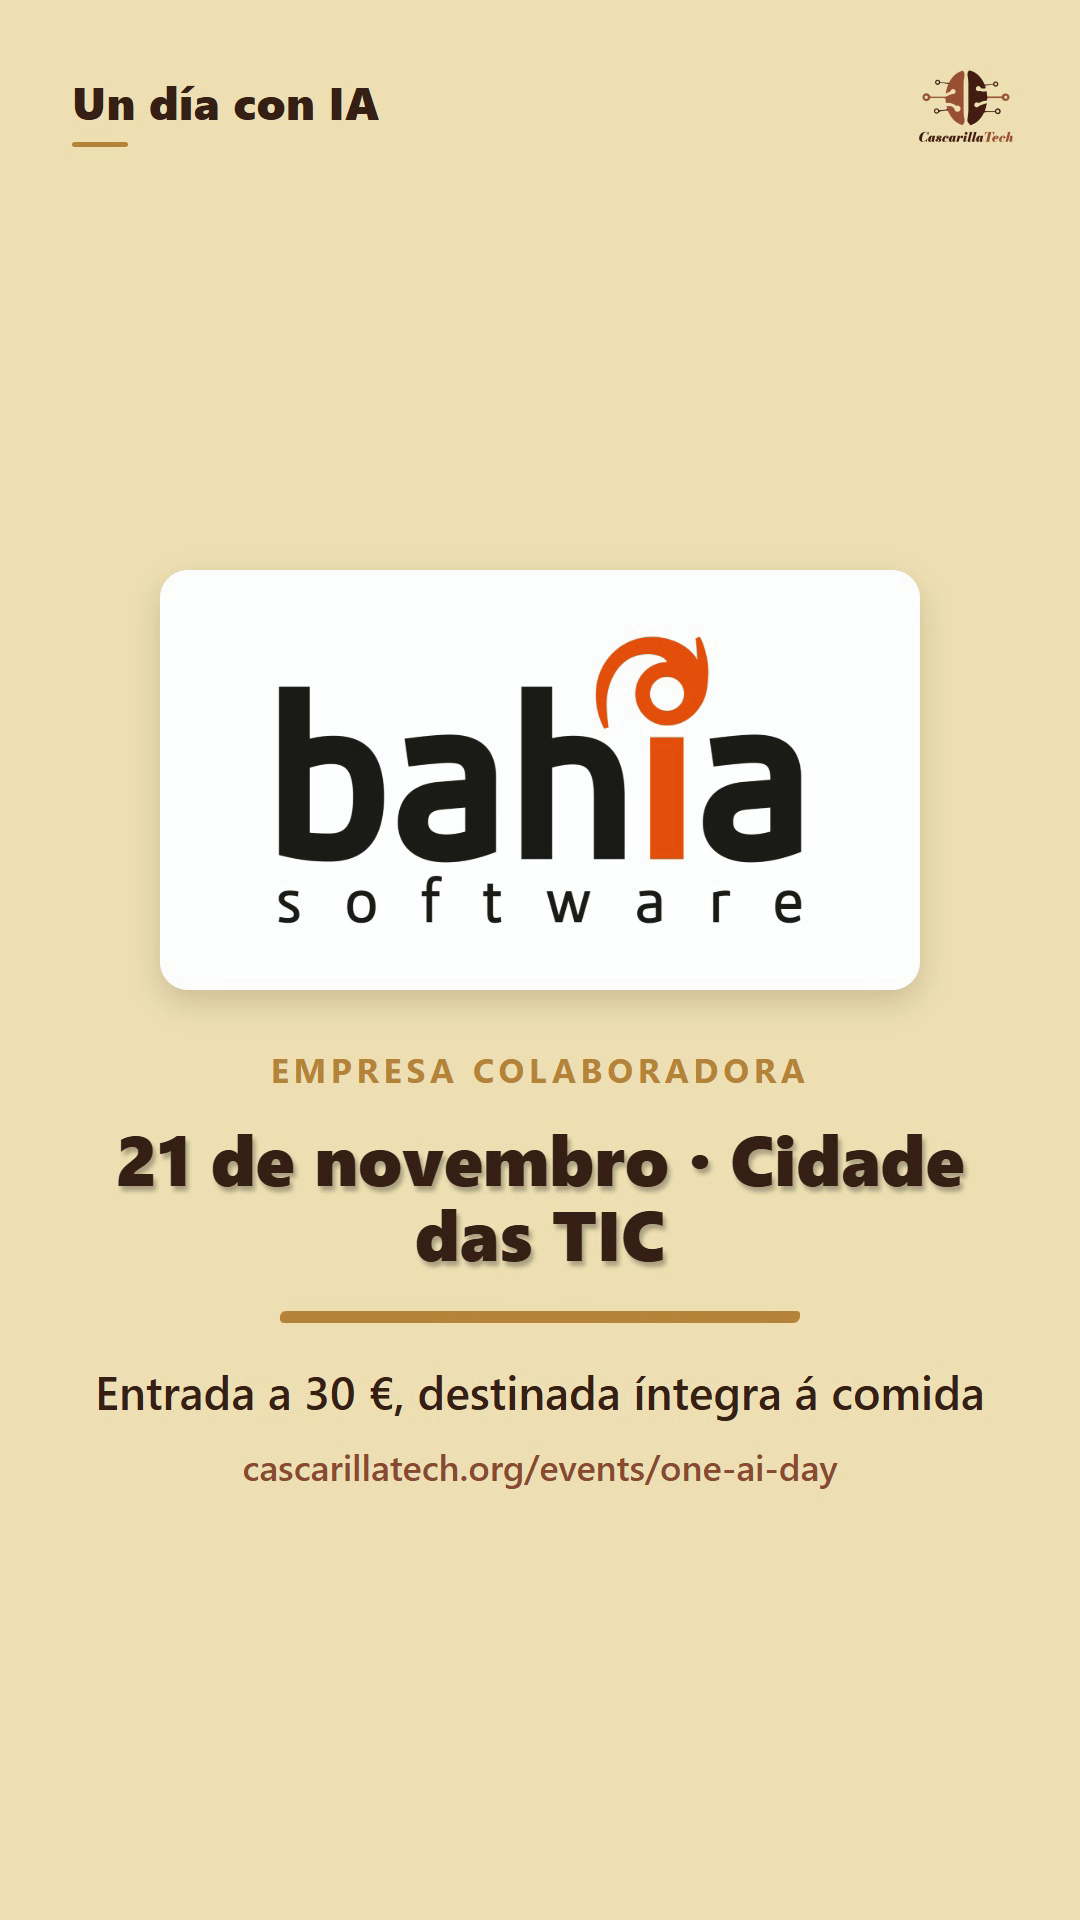 Un día con IA
CascarillaTech
bahia
software
EMPRESA COLABORADORA
21 de novembro · Cidade
das TIC
Entrada a 30 €, destinada íntegra á comida
cascarillatech.org/events/one-ai-day